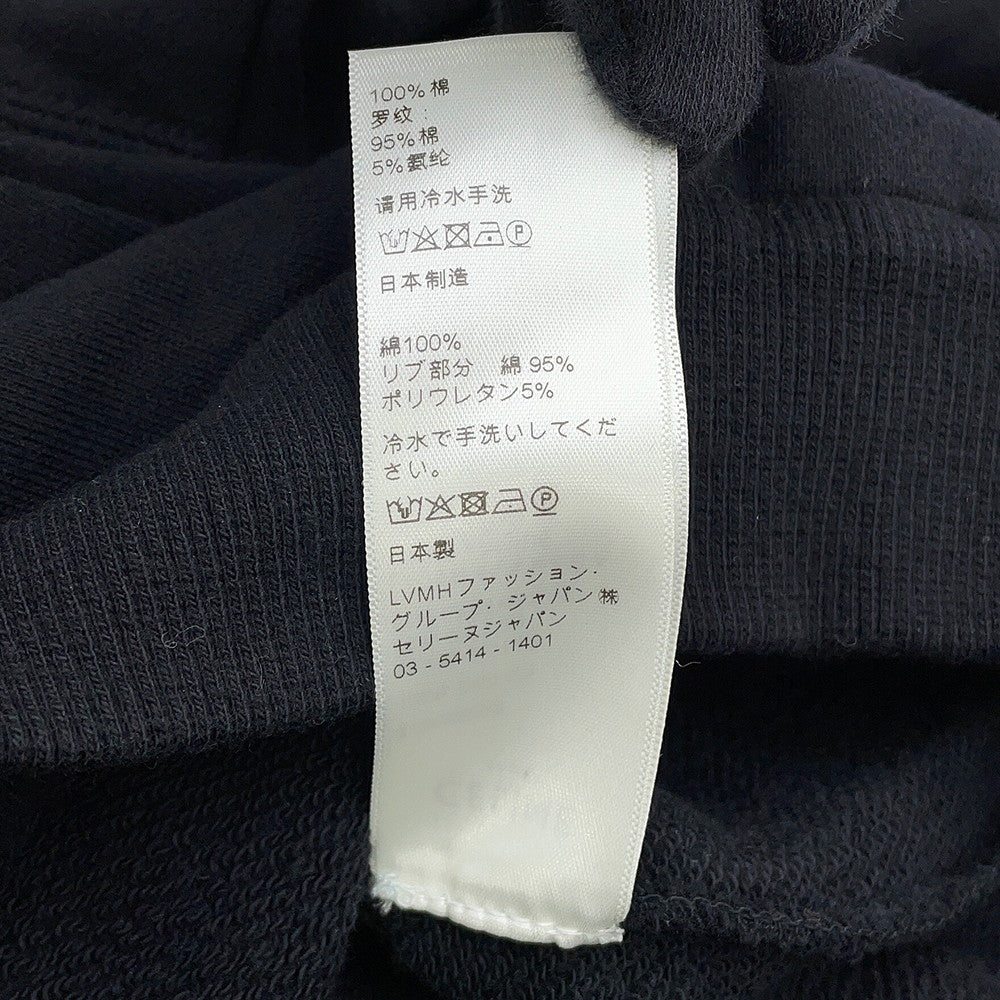 100% 棉
罗纹：
95% 棉
5% 氨纶
请用冷水手洗
P
日本制造
綿100%
リブ部分 綿 95%
ポリウレタン5%
冷水で手洗いしてくだ
さい。
P
日本製
LVMHファッション・
グループ・ジャパン㈱
セリーヌジャパン
03 - 5414 - 1401